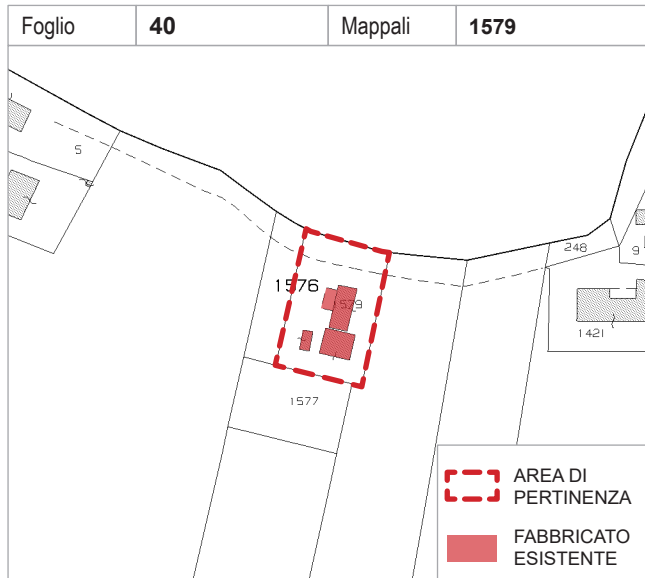 Foglio 40 Mappali 1579
5
248
9
1576
1579
1421
1577
AREA DI
PERTINENZA
FABBRICATO
ESISTENTE